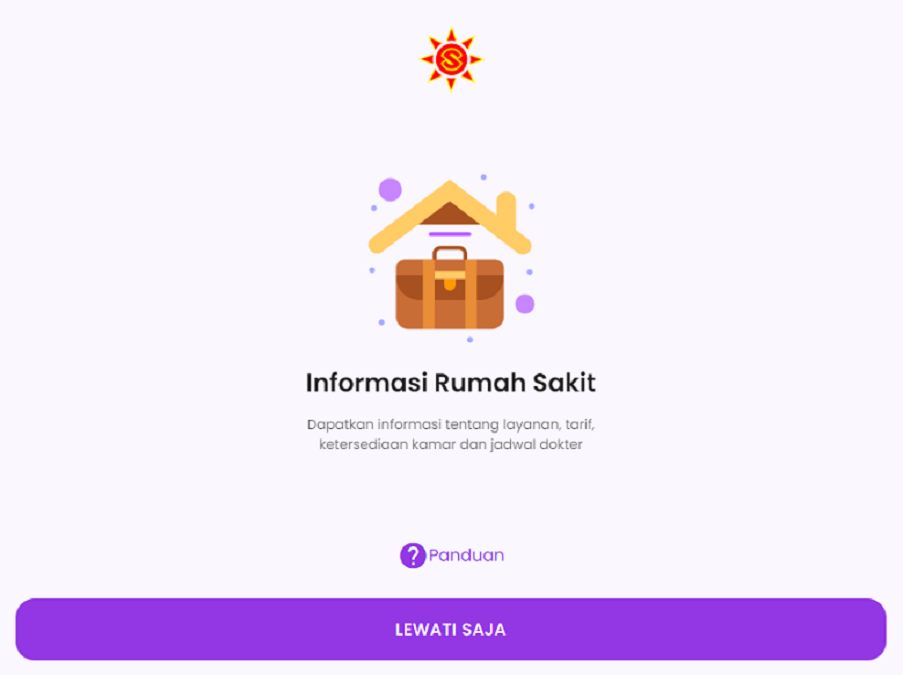 S
Informasi Rumah Sakit
Dapatkan informasi tentang layanan, tarif,
ketersediaan kamar dan jadwal dokter
? Panduan
LEWATI SAJA